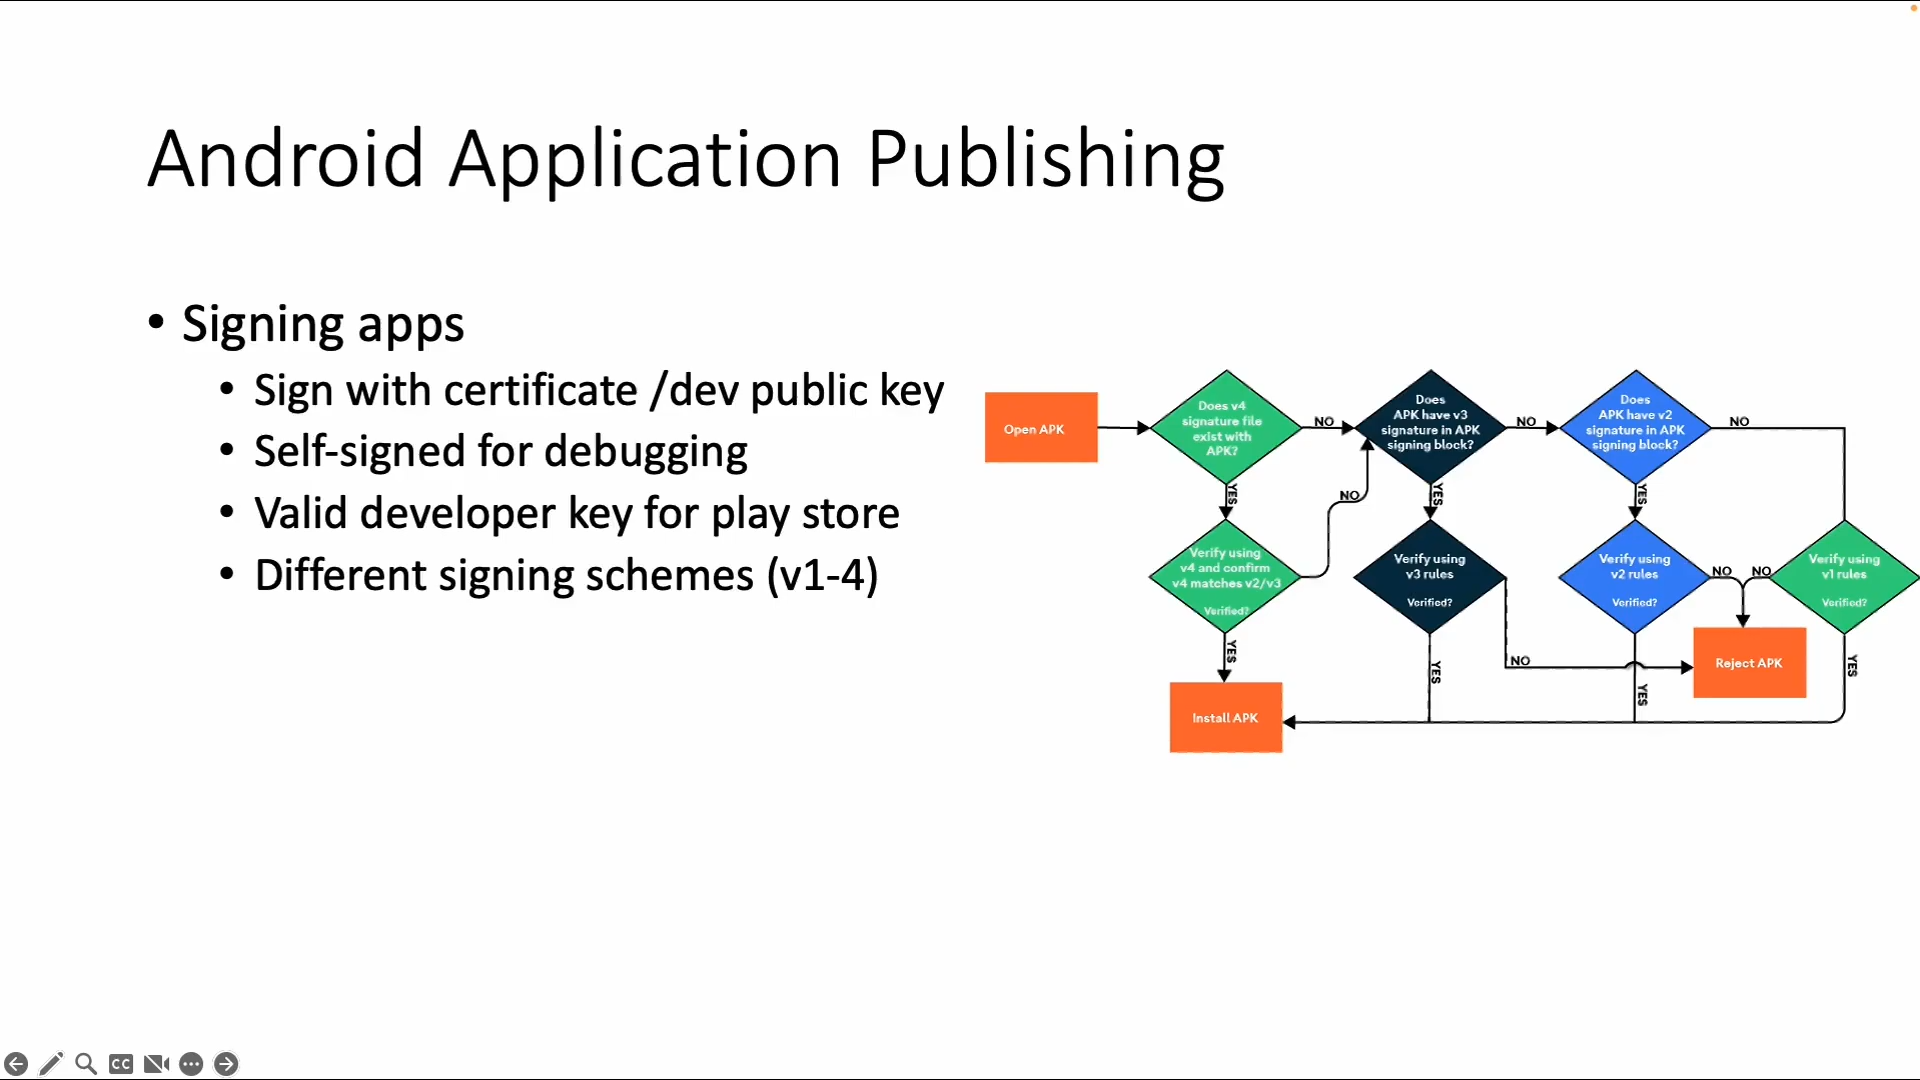 Android Application Publishing
• Signing apps
• Sign with certificate /dev public key
• Self-signed for debugging
• Valid developer key for play store
• Different signing schemes (v1-4)
Open APK
Does v4
signature file
exist with
APK?
NO
YES
Verify using
v4 and confirm
v4 matches v2/v3
Verified?
NO
YES
Install APK
Does
APK have v3
signature in APK
signing block?
NO
YES
Verify using
v3 rules
Verified?
NO
YES
Does
APK have v2
signature in APK
signing block?
NO
YES
Verify using
v2 rules
Verified?
NO
YES
Verify using
v1 rules
Verified?
NO
YES
Reject APK
CC